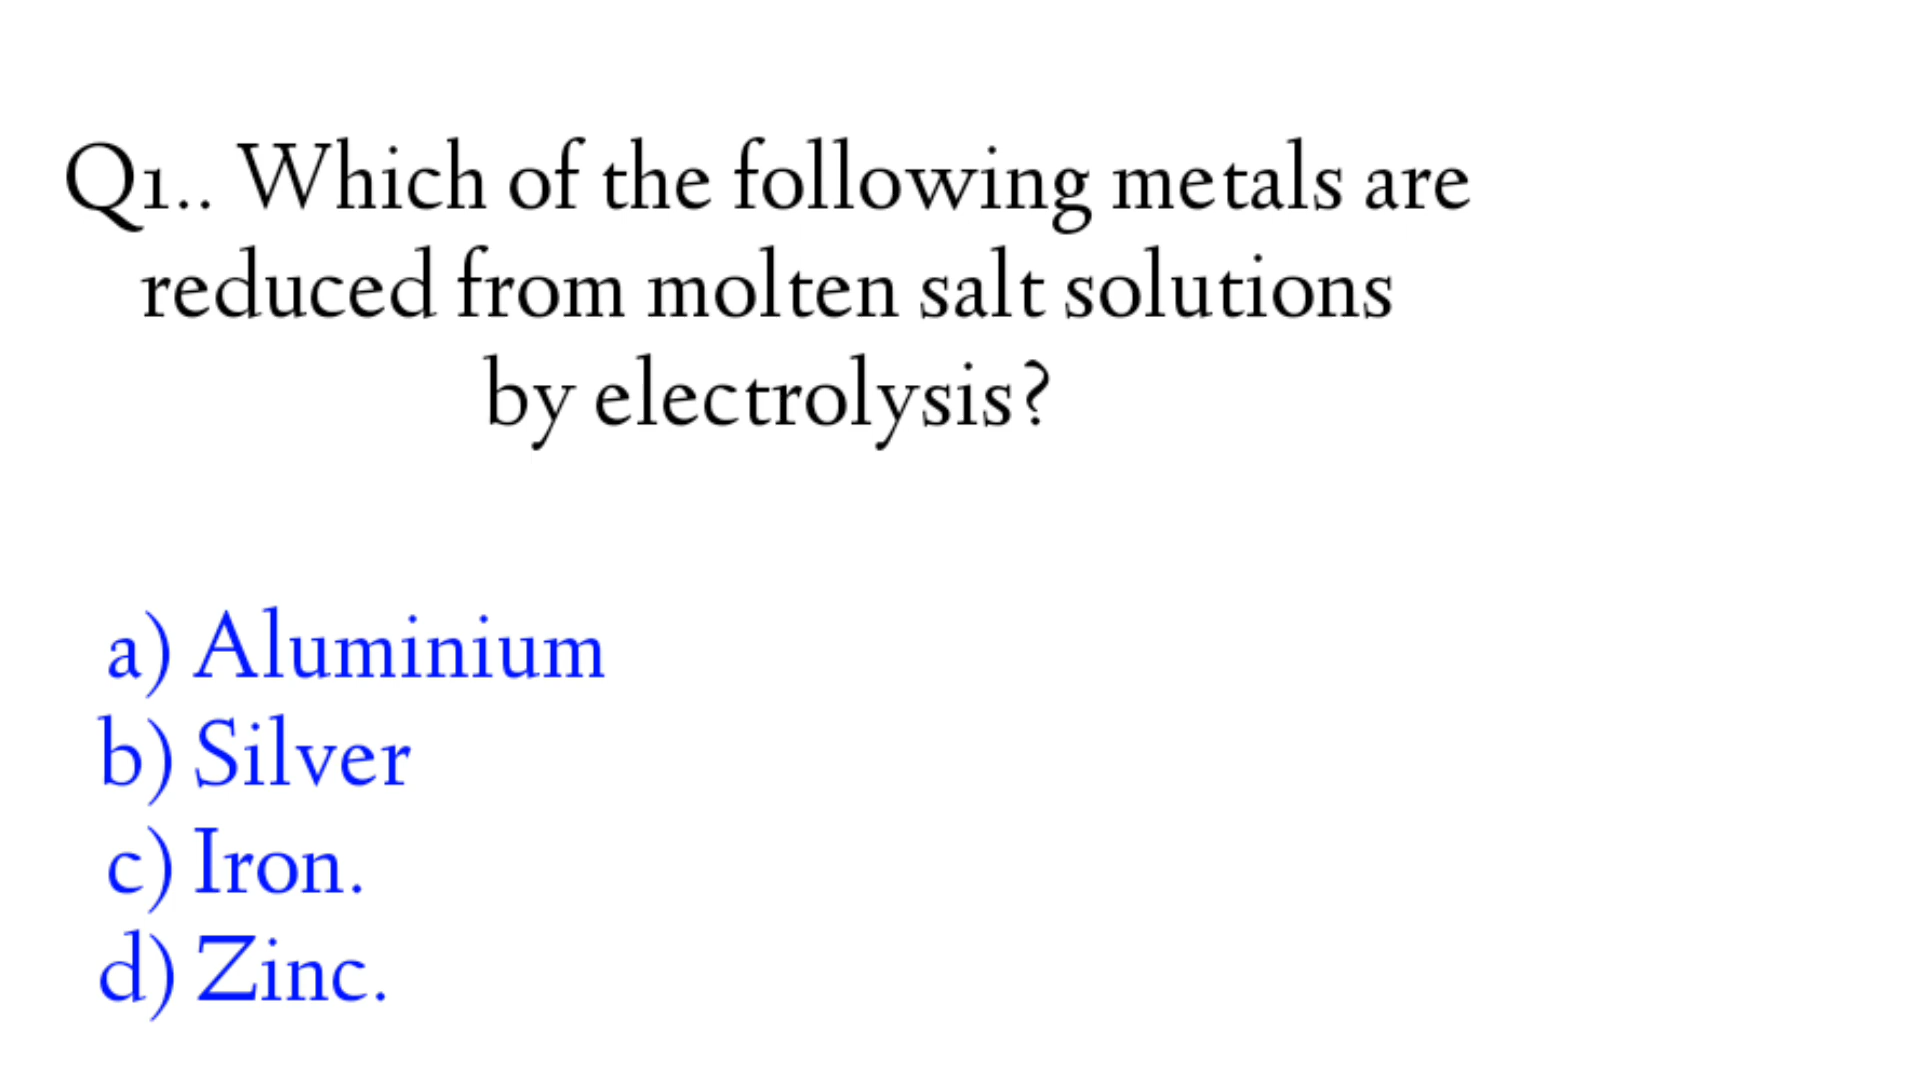 Q1.. Which of the following metals are
reduced from molten salt solutions
by electrolysis?
a) Aluminium
b) Silver
c) Iron.
d) Zinc.